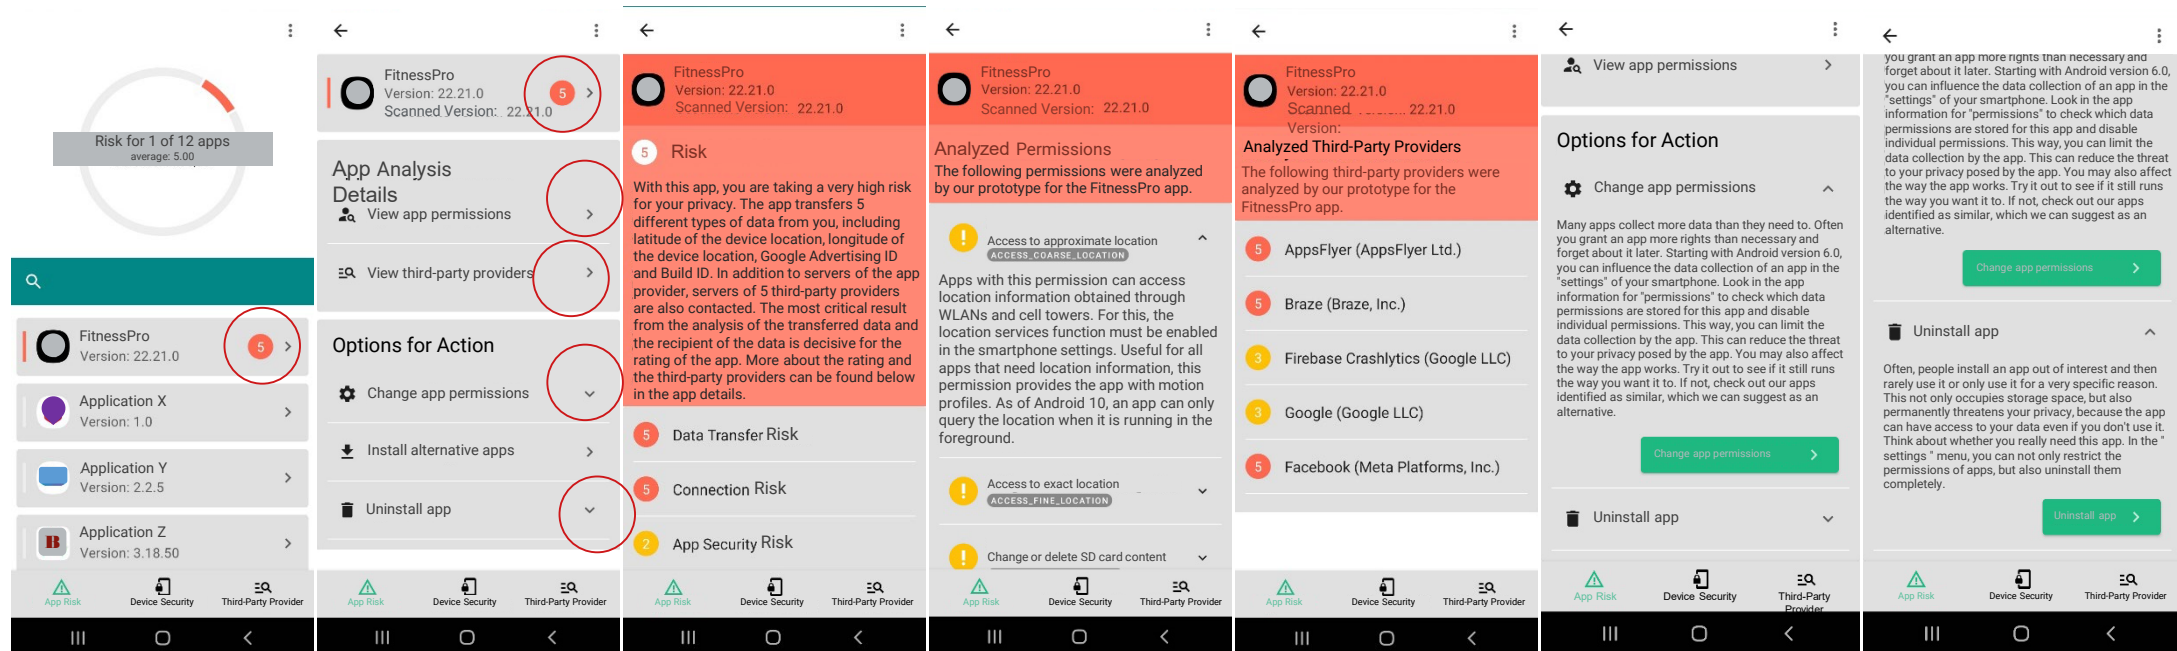 Risk for 1 of 12 apps
average: 5.00
FitnessPro
Version: 22.21.0
5
Application X
Version: 1.0
Application Y
Version: 2.2.5
Application Z
Version: 3.18.50
App Risk
Device Security
Third-Party Provider
FitnessPro
Version: 22.21.0
Scanned Version: 22.21.0
5
App Analysis
Details
View app permissions
View third-party providers
Options for Action
Change app permissions
Install alternative apps
Uninstall app
App Risk
Device Security
Third-Party Provider
FitnessPro
Version: 22.21.0
Scanned Version: 22.21.0
5 Risk
With this app, you are taking a very high risk
for your privacy. The app transfers 5
different types of data from you, including
latitude of the device location, longitude of
the device location, Google Advertising ID
and Build ID. In addition to servers of the app
provider, servers of 5 third-party providers
are also contacted. The most critical result
from the analysis of the transferred data and
the recipient of the data is decisive for the
rating of the app. More about the rating and
the third-party providers can be found below
in the app details.
5 Data Transfer Risk
5 Connection Risk
2 App Security Risk
App Risk
Device Security
Third-Party Provider
FitnessPro
Version: 22.21.0
Scanned Version: 22.21.0
Analyzed Permissions
The following permissions were analyzed
by our prototype for the FitnessPro app.
! Access to approximate location
ACCESS_COARSE_LOCATION
Apps with this permission can access
location information obtained through
WLANs and cell towers. For this, the
location services function must be enabled
in the smartphone settings. Useful for all
apps that need location information, this
permission provides the app with motion
profiles. As of Android 10, an app can only
query the location when it is running in the
foreground.
! Access to exact location
ACCESS_FINE_LOCATION
! Change or delete SD card content
App Risk
Device Security
Third-Party Provider
FitnessPro
Version: 22.21.0
Scanned 22.21.0
Version:
Analyzed Third-Party Providers
The following third-party providers were
analyzed by our prototype for the
FitnessPro app.
5 AppsFlyer (AppsFlyer Ltd.)
5 Braze (Braze, Inc.)
3 Firebase Crashlytics (Google LLC)
3 Google (Google LLC)
5 Facebook (Meta Platforms, Inc.)
App Risk
Device Security
Third-Party Provider
View app permissions
Options for Action
Change app permissions
Many apps collect more data than they need to. Often
you grant an app more rights than necessary and
forget about it later. Starting with Android version 6.0,
you can influence the data collection of an app in the
"settings" of your smartphone. Look in the app
information for "permissions" to check which data
permissions are stored for this app and disable
individual permissions. This way, you can limit the
data collection by the app. This can reduce the threat
to your privacy posed by the app. You may also affect
the way the app works. Try it out to see if it still runs
the way you want it to. If not, check out our apps
identified as similar, which we can suggest as an
alternative.
Change app permissions
Uninstall app
App Risk
Device Security
Third-Party
Provider
you grant an app more rights than necessary and
forget about it later. Starting with Android version 6.0,
you can influence the data collection of an app in the
"settings" of your smartphone. Look in the app
information for "permissions" to check which data
permissions are stored for this app and disable
individual permissions. This way, you can limit the
data collection by the app. This can reduce the threat
to your privacy posed by the app. You may also affect
the way the app works. Try it out to see if it still runs
the way you want it to. If not, check out our apps
identified as similar, which we can suggest as an
alternative.
Change app permissions
Uninstall app
Often, people install an app out of interest and then
rarely use it or only use it for a very specific reason.
This not only occupies storage space, but also
permanently threatens your privacy, because the app
can have access to your data even if you don't use it.
Think about whether you really need this app. In the "
settings " menu, you can not only restrict the
permissions of apps, but also uninstall them
completely.
Uninstall app
App Risk
Device Security
Third-Party Provider